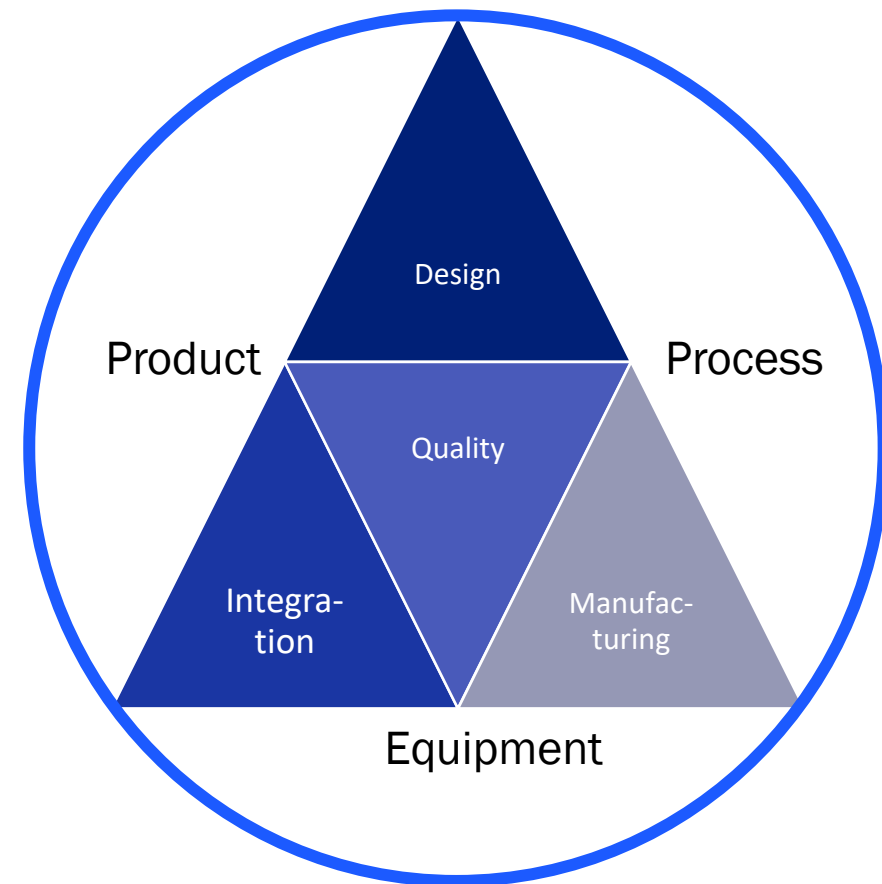 Design
Product
Process
Quality
Integra-
tion
Manufac-
turing
Equipment